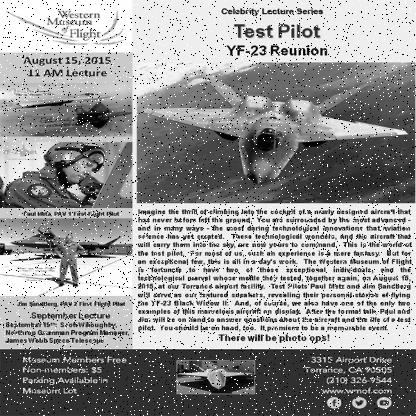 Western
Museum of
Flight
Celebrity Lecture Series
Test Pilot
YF-23 Reunion
August 15, 2015
11 AM Lecture
Paul Metz, PAV 1 Test Flight Pilot
Jim Sandberg, PAV 2 Test Flight Pilot
September Lecture
September 19th: Scott Willoughby,
Northrop Grumman Program Manager,
James Webb Space Telescope
Imagine the thrill of climbing into the cockpit of a newly designed aircraft that
has never before left the ground. You are surrounded by the most advanced -
and in many ways - the most daring technological innovations that aviation
science has yet created. These technological wonders, and the aircraft that
will carry them into the sky, are now yours to command. This is the world of
the test pilot. For most of us, such an experience is a mere fantasy. But for
an exceptional few, this is all in a day's work. The Western Museum of Flight
is fortunate to have two of these exceptional individuals, and the
technological marvel whose mettle they tested, together again, on August 15,
2015, at our Torrance airport facility. Test Pilots Paul Metz and Jim Sandberg
will serve as our featured speakers, revealing their personal stories of flying
the YF-23 Black Widow II. And, of course, we also have one of the only two
examples of this marvelous aircraft on display. After the formal talk, Paul and
Jim will be on hand to answer questions about the aircraft and the life of a test
pilot. You should be on hand, too. It promises to be a memorable event.
There will be photo ops!
Museum Members Free
Non-members: $5
Parking Available in
Museum Lot
3315 Airport Drive
Torrance, CA 90505
(310) 326-9544
www.wmof.com